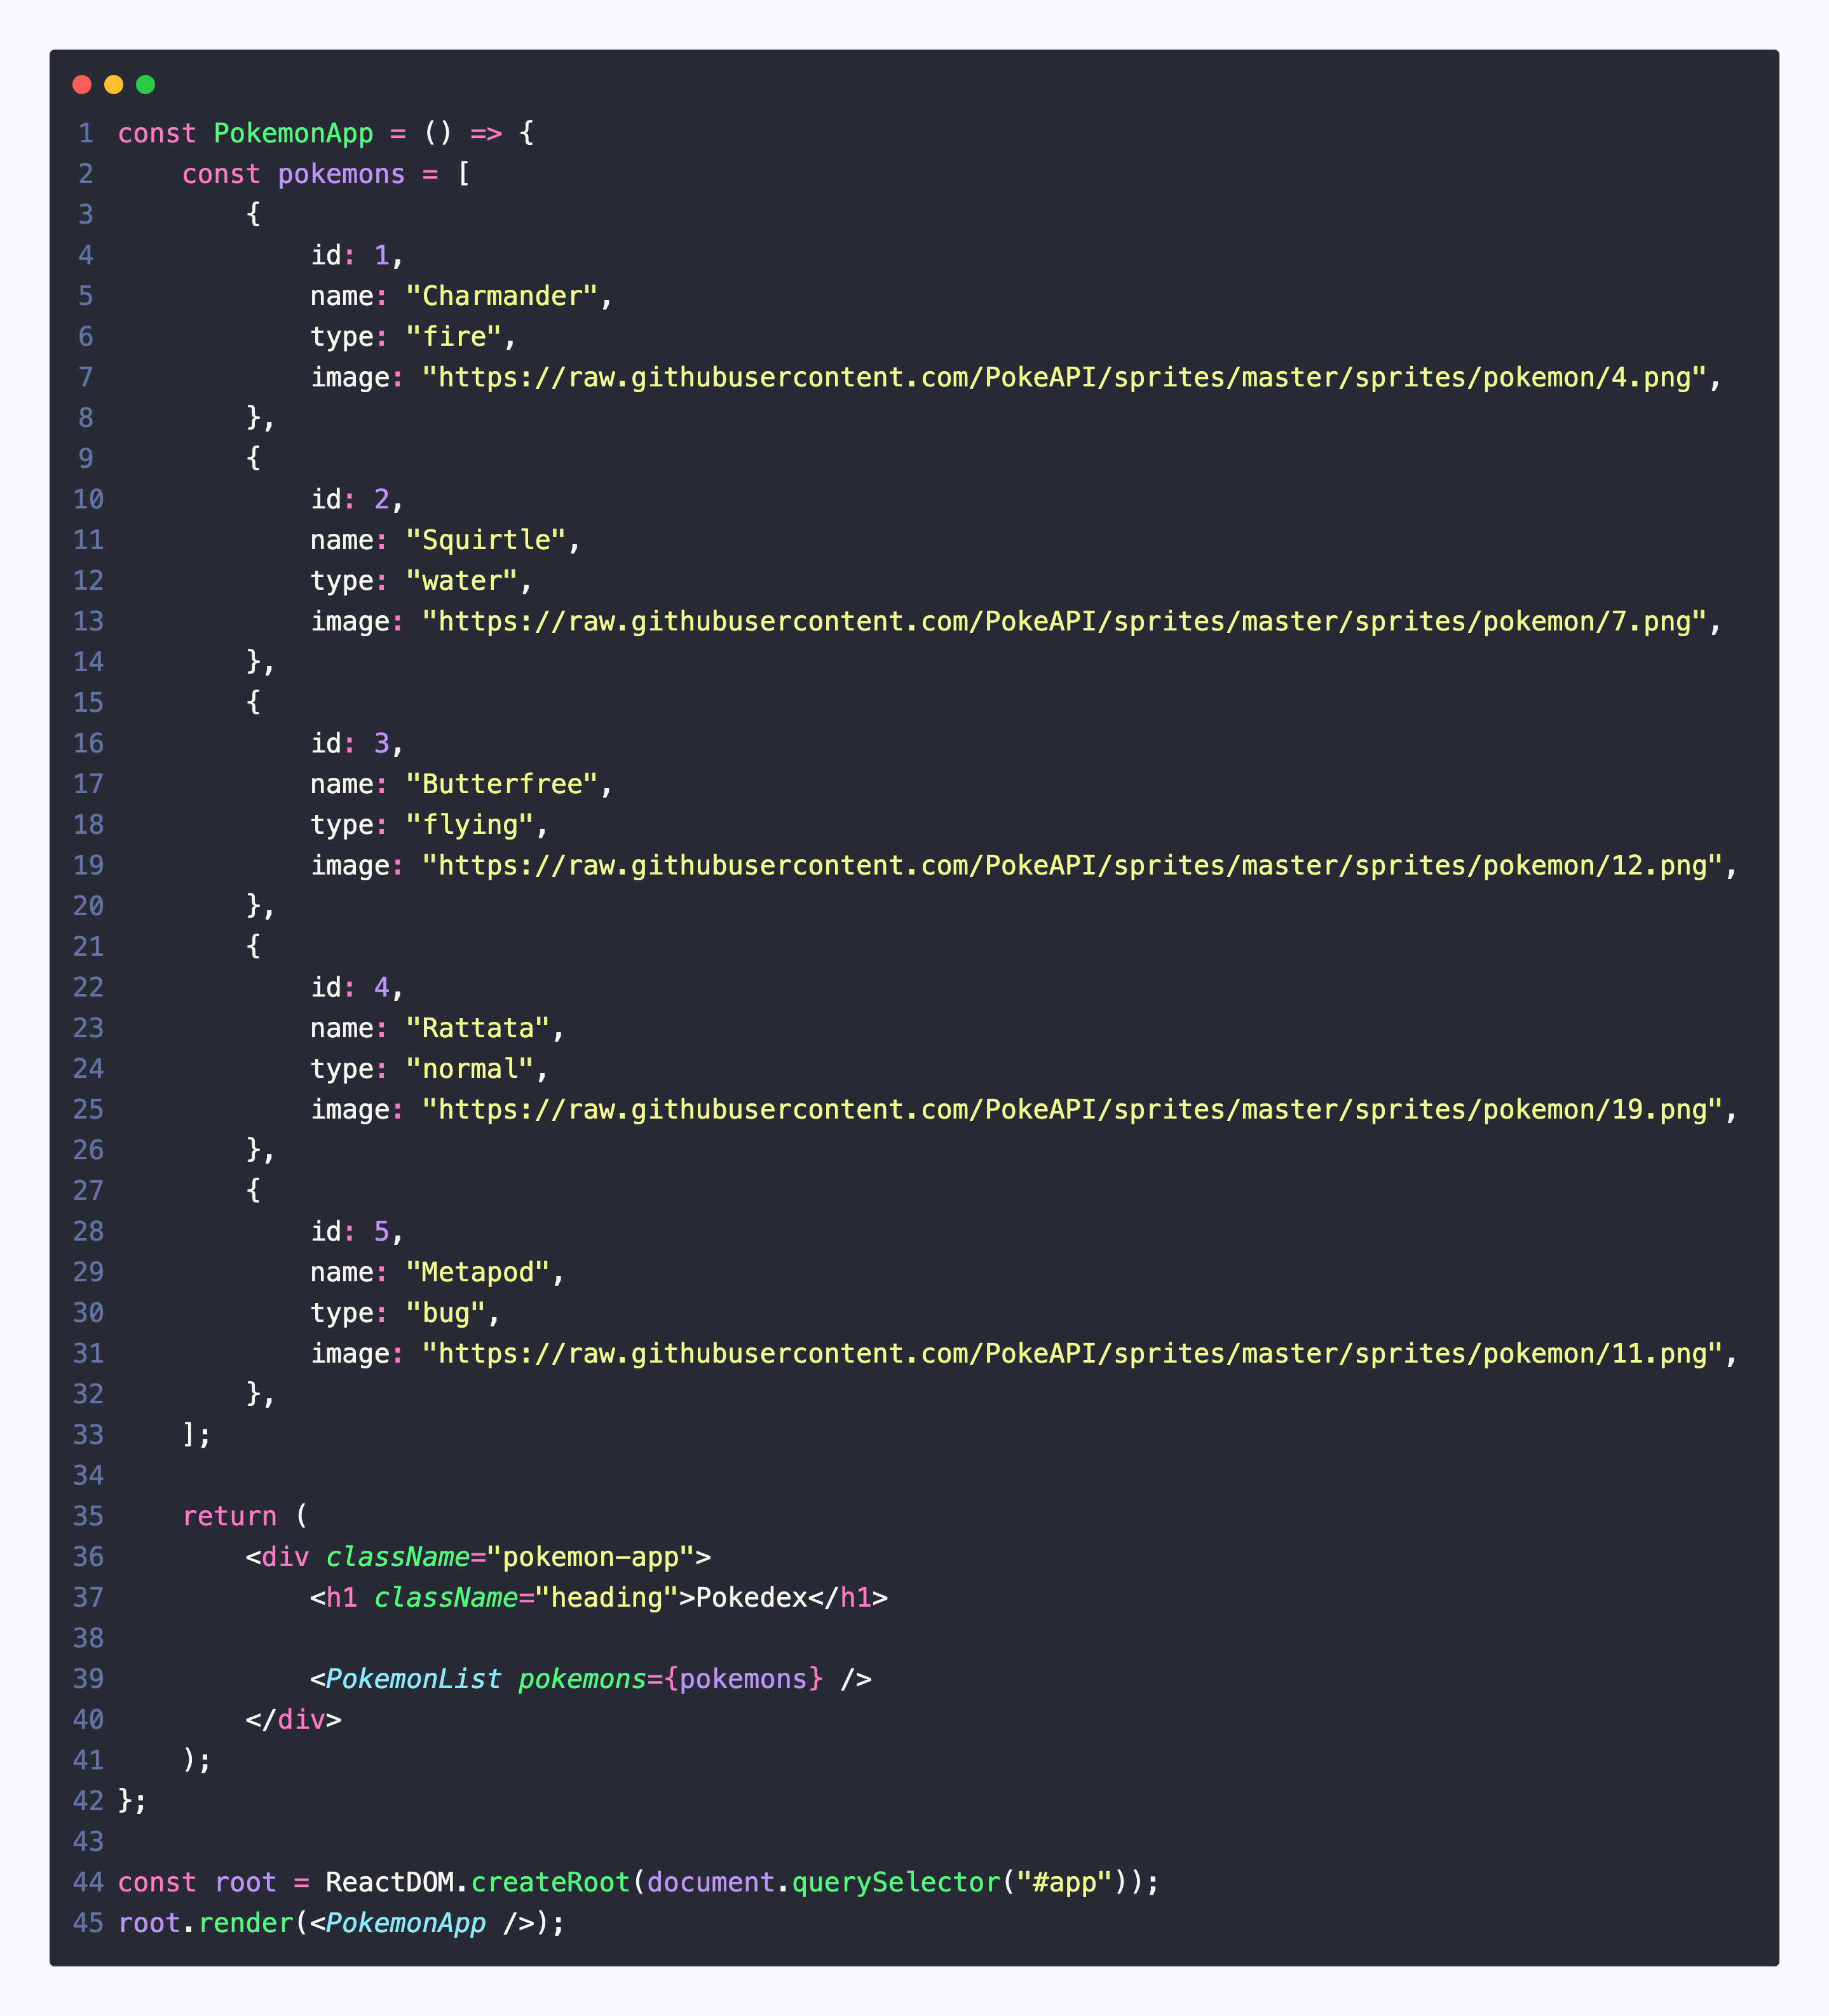 1 const PokemonApp = () => {
2     const pokemons = [
3         {
4             id: 1,
5             name: "Charmander",
6             type: "fire",
7             image: "https://raw.githubusercontent.com/PokeAPI/sprites/master/sprites/pokemon/4.png",
8         },
9         {
10             id: 2,
11             name: "Squirtle",
12             type: "water",
13             image: "https://raw.githubusercontent.com/PokeAPI/sprites/master/sprites/pokemon/7.png",
14         },
15         {
16             id: 3,
17             name: "Butterfree",
18             type: "flying",
19             image: "https://raw.githubusercontent.com/PokeAPI/sprites/master/sprites/pokemon/12.png",
20         },
21         {
22             id: 4,
23             name: "Rattata",
24             type: "normal",
25             image: "https://raw.githubusercontent.com/PokeAPI/sprites/master/sprites/pokemon/19.png",
26         },
27         {
28             id: 5,
29             name: "Metapod",
30             type: "bug",
31             image: "https://raw.githubusercontent.com/PokeAPI/sprites/master/sprites/pokemon/11.png",
32         },
33     ];
34
35     return (
36         <div className="pokemon-app">
37             <h1 className="heading">Pokedex</h1>
38
39             <PokemonList pokemons={pokemons} />
40         </div>
41     );
42 };
43
44 const root = ReactDOM.createRoot(document.querySelector("#app"));
45 root.render(<PokemonApp />);